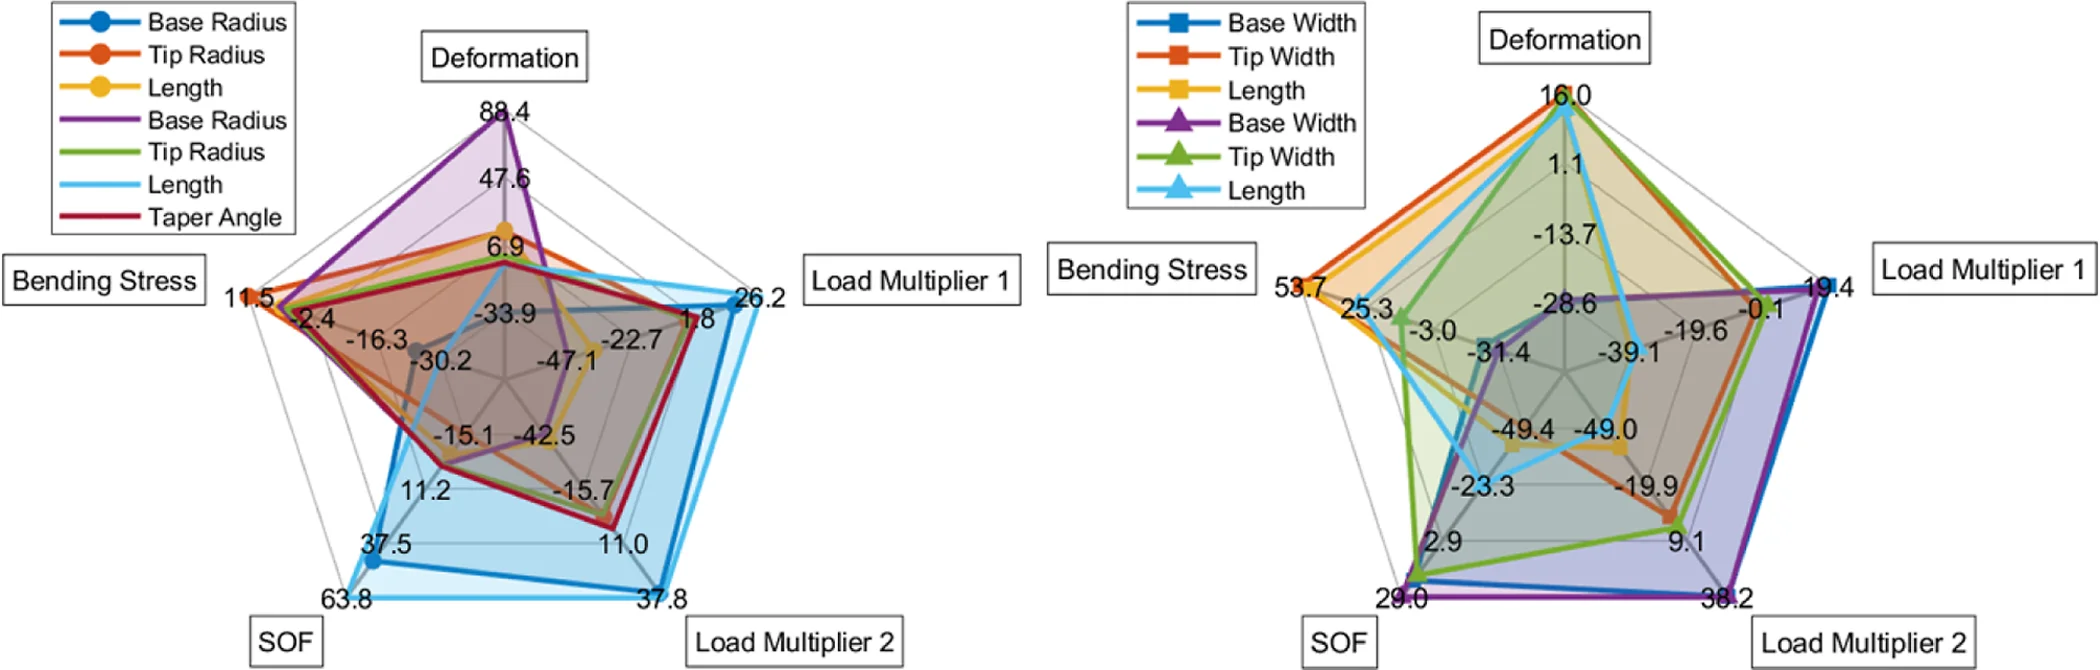 Base Radius
Tip Radius
Length
Base Radius
Tip Radius
Length
Taper Angle
Deformation
88.4
47.6
6.9
-33.9
Bending Stress
11.5
-2.4
-16.3
-30.2
Load Multiplier 1
26.2
1.8
-22.7
-47.1
-15.1
11.2
37.5
63.8
SOF
-42.5
-15.7
11.0
37.8
Load Multiplier 2
Base Width
Tip Width
Length
Base Width
Tip Width
Length
Deformation
16.0
1.1
-13.7
-28.6
Bending Stress
53.7
25.3
-3.0
-31.4
Load Multiplier 1
19.4
-0.1
-19.6
-39.1
-49.4
-23.3
2.9
29.0
SOF
-49.0
-19.9
9.1
38.2
Load Multiplier 2